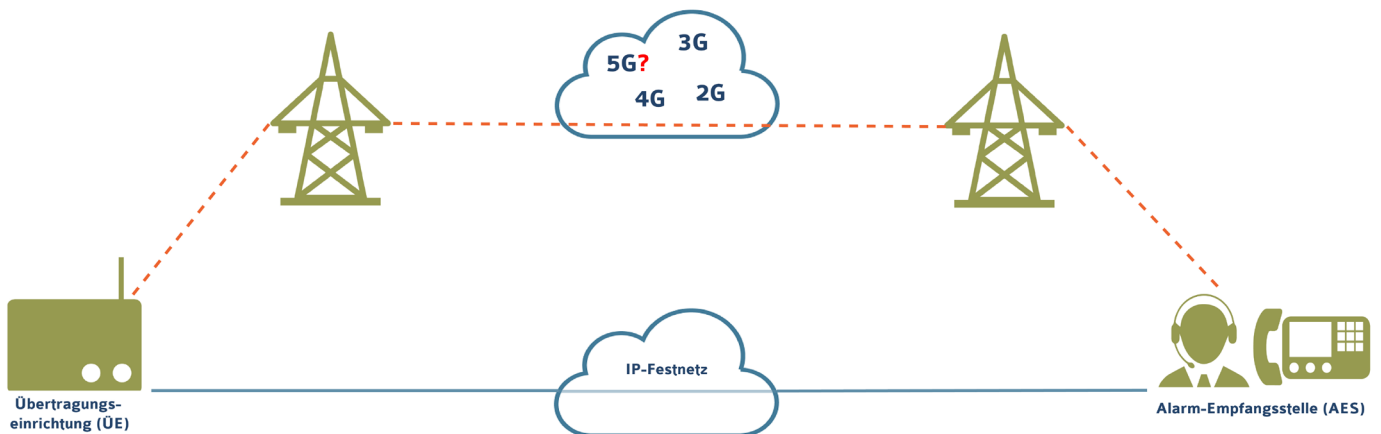 3G
5G?
4G
2G
IP-Festnetz
Übertragungs-
einrichtung (ÜE)
Alarm-Empfangsstelle (AES)